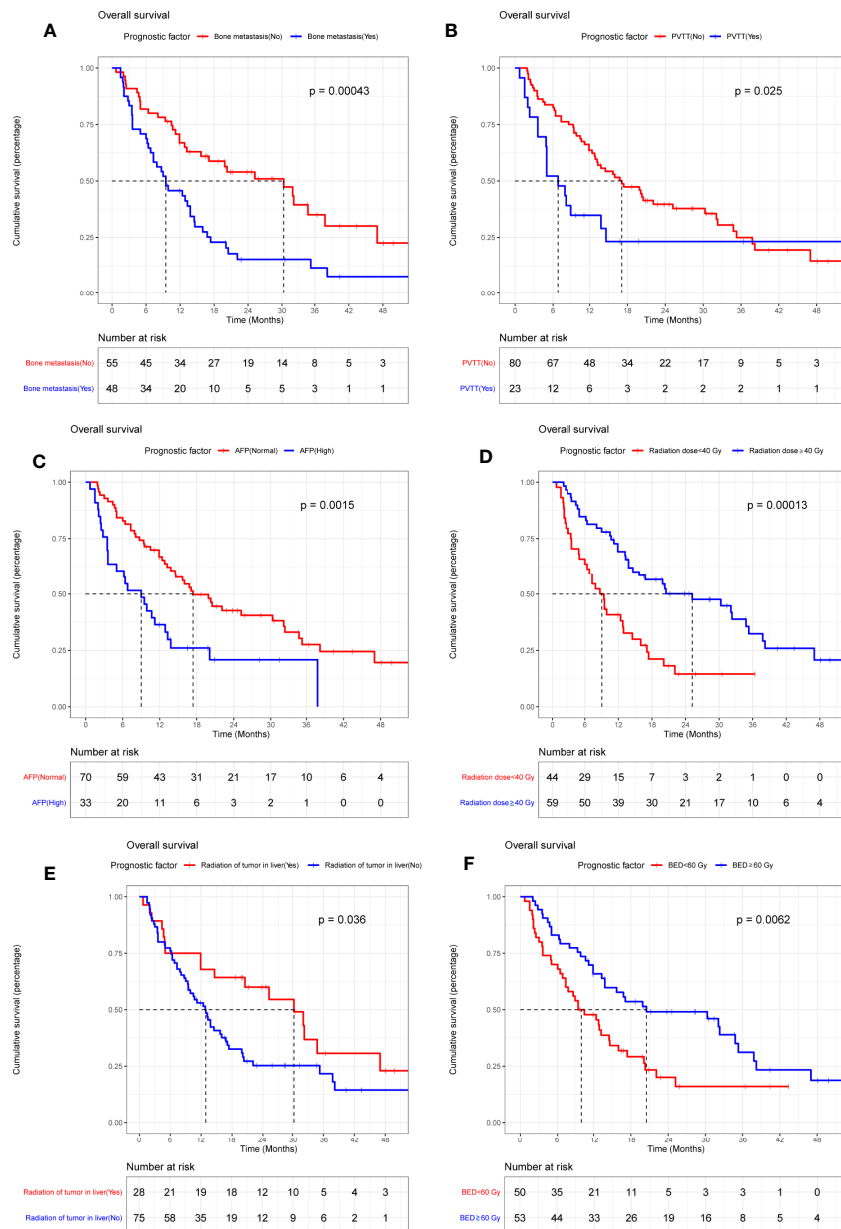 Overall survival
A
Prognostic factor Bone metastasis(No) Bone metastasis(Yes)
1.00
0.75
0.50
0.25
0.00
p = 0.00043
Cumulative survival (percentage)
0 6 12 18 24 30 36 42 48
Time (Months)
Number at risk
Bone metastasis(No) 55 45 34 27 19 14 8 5 3
Bone metastasis(Yes) 48 34 20 10 5 5 3 1 1
Overall survival
B
Prognostic factor PVTT(No) PVTT(Yes)
1.00
0.75
0.50
0.25
0.00
p = 0.025
Cumulative survival (percentage)
0 6 12 18 24 30 36 42 48
Time (Months)
Number at risk
PVTT(No) 80 67 48 34 22 17 9 5 3
PVTT(Yes) 23 12 6 3 2 2 2 1 1
Overall survival
C
Prognostic factor AFP(Normal) AFP(High)
1.00
0.75
0.50
0.25
0.00
p = 0.0015
Cumulative survival (percentage)
0 6 12 18 24 30 36 42 48
Time (Months)
Number at risk
AFP(Normal) 70 59 43 31 21 17 10 6 4
AFP(High) 33 20 11 6 3 2 1 0 0
Overall survival
D
Prognostic factor Radiation dose<40 Gy Radiation dose≥40 Gy
1.00
0.75
0.50
0.25
0.00
p = 0.00013
Cumulative survival (percentage)
0 6 12 18 24 30 36 42 48
Time (Months)
Number at risk
Radiation dose<40 Gy 44 29 15 7 3 2 1 0 0
Radiation dose≥40 Gy 59 50 39 30 21 17 10 6 4
Overall survival
E
Prognostic factor Radiation of tumor in liver(Yes) Radiation of tumor in liver(No)
1.00
0.75
0.50
0.25
0.00
p = 0.036
Cumulative survival (percentage)
0 6 12 18 24 30 36 42 48
Time (Months)
Number at risk
Radiation of tumor in liver(Yes) 28 21 19 18 12 10 5 4 3
Radiation of tumor in liver(No) 75 58 35 19 12 9 6 2 1
Overall survival
F
Prognostic factor BED<60 Gy BED≥60 Gy
1.00
0.75
0.50
0.25
0.00
p = 0.0062
Cumulative survival (percentage)
0 6 12 18 24 30 36 42 48
Time (Months)
Number at risk
BED<60 Gy 50 35 21 11 5 3 3 1 0
BED≥60 Gy 53 44 33 26 19 16 8 5 4